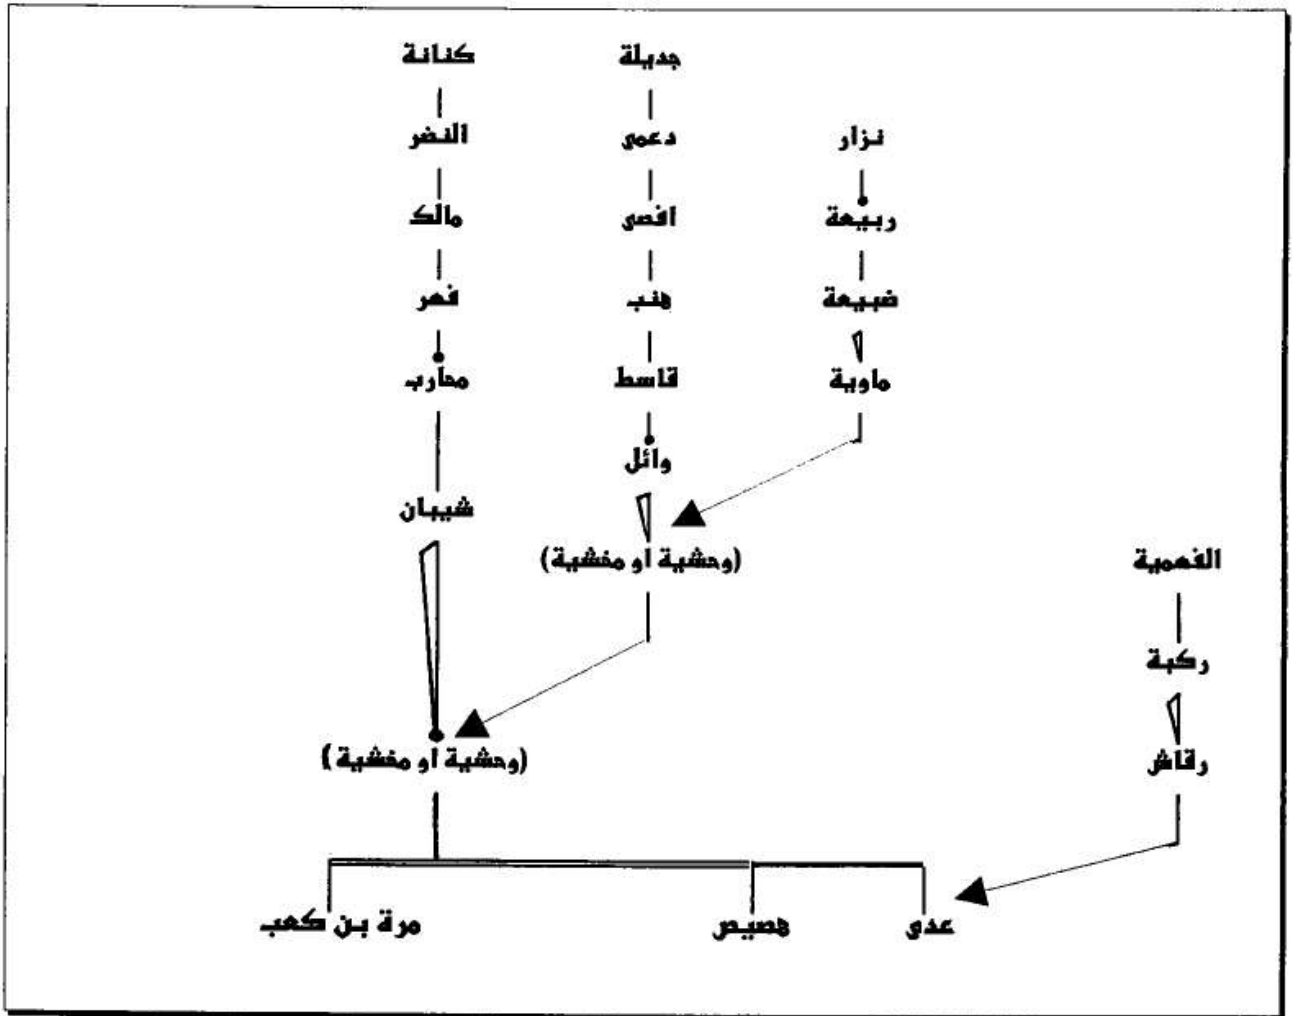 جديلة كنانة
نزار دعمى النضر
ربيعة افصى مالك
ضبيعة هنب فهر
ماوية قاسط محارب
وائل
شيبان
الفهمية (وحشية او مخشية)
ركبة
رقاش (وحشية او مخشية)
عدى هصيص مرة بن كعب